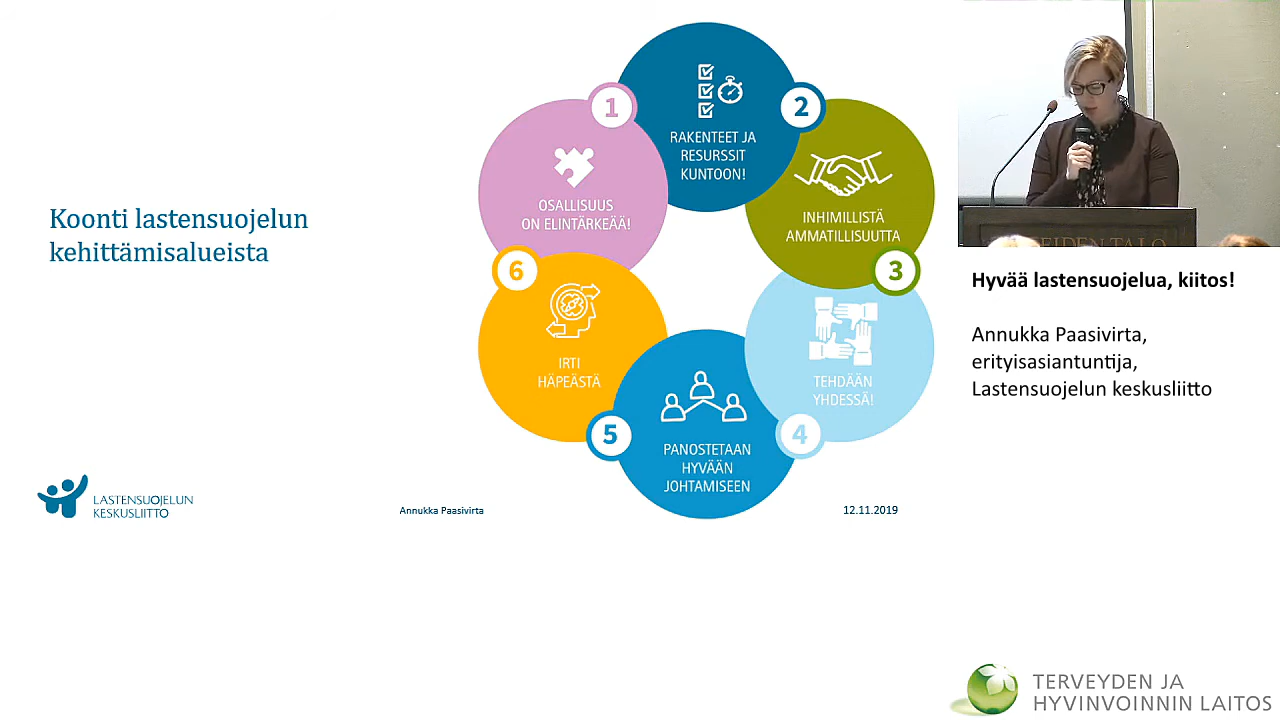 Koonti lastensuojelun
kehittämisalueista
1
OSALLISUUS
ON ELINTÄRKEÄÄ!
2
RAKENTEET JA
RESURSSIT
KUNTOON!
3
INHIMILLISTÄ
AMMATILLISUUTTA
4
TEHDÄÄN
YHDESSÄ!
5
PANOSTETAAN
HYVÄÄN
JOHTAMISEEN
6
IRTI
HÄPEÄSTÄ
LASTENSUOJELUN
KESKUSLIITTO
Annukka Paasivirta
12.11.2019
EIDEN TALO
Hyvää lastensuojelua, kiitos!
Annukka Paasivirta,
erityisasiantuntija,
Lastensuojelun keskusliitto
TERVEYDEN JA
HYVINVOINNIN LAITOS